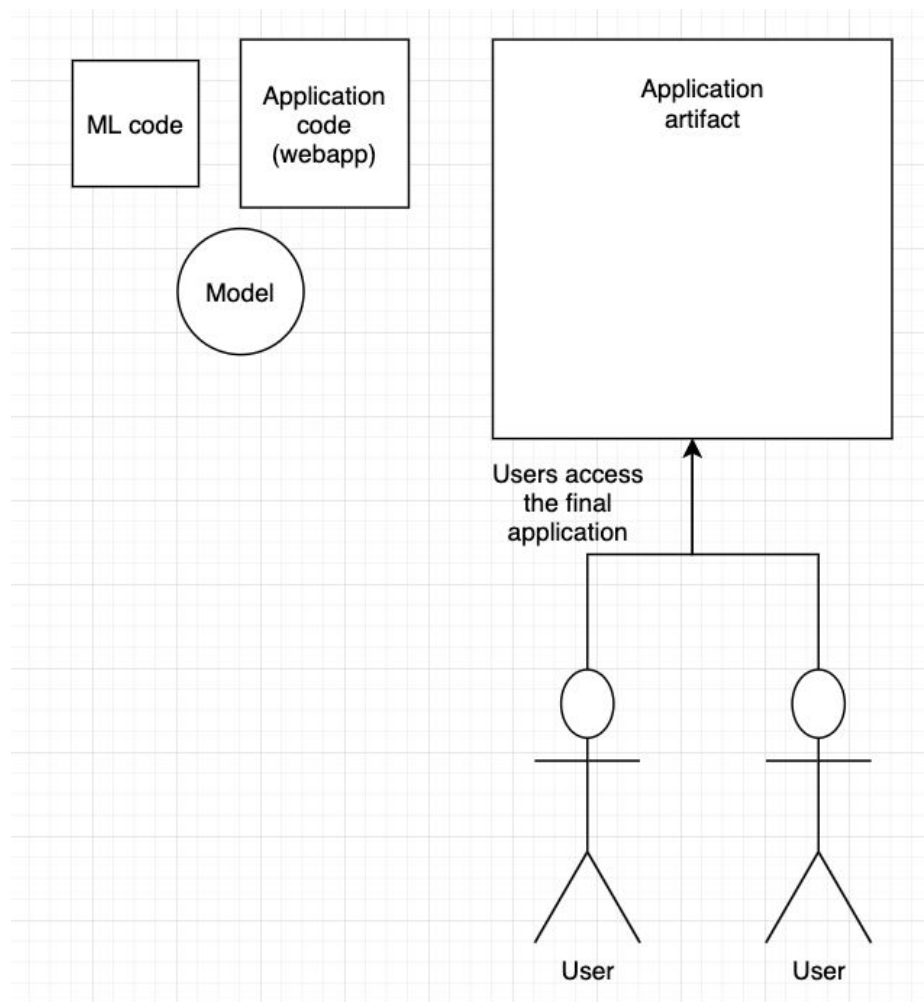 ML code
Application
code
(webapp)
Model
Application
artifact
Users access
the final
application
User
User